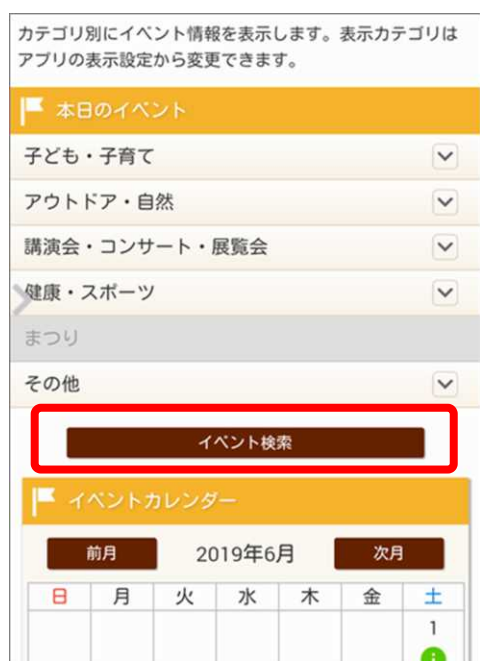 カテゴリ別にイベント情報を表示します。表示カテゴリは
アプリの表示設定から変更できます。
本日のイベント
子ども・子育て
アウトドア・自然
講演会・コンサート・展覧会
健康・スポーツ
まつり
その他
イベント検索
イベントカレンダー
前月 2019年6月 次月
日 月 火 水 木 金 土
1